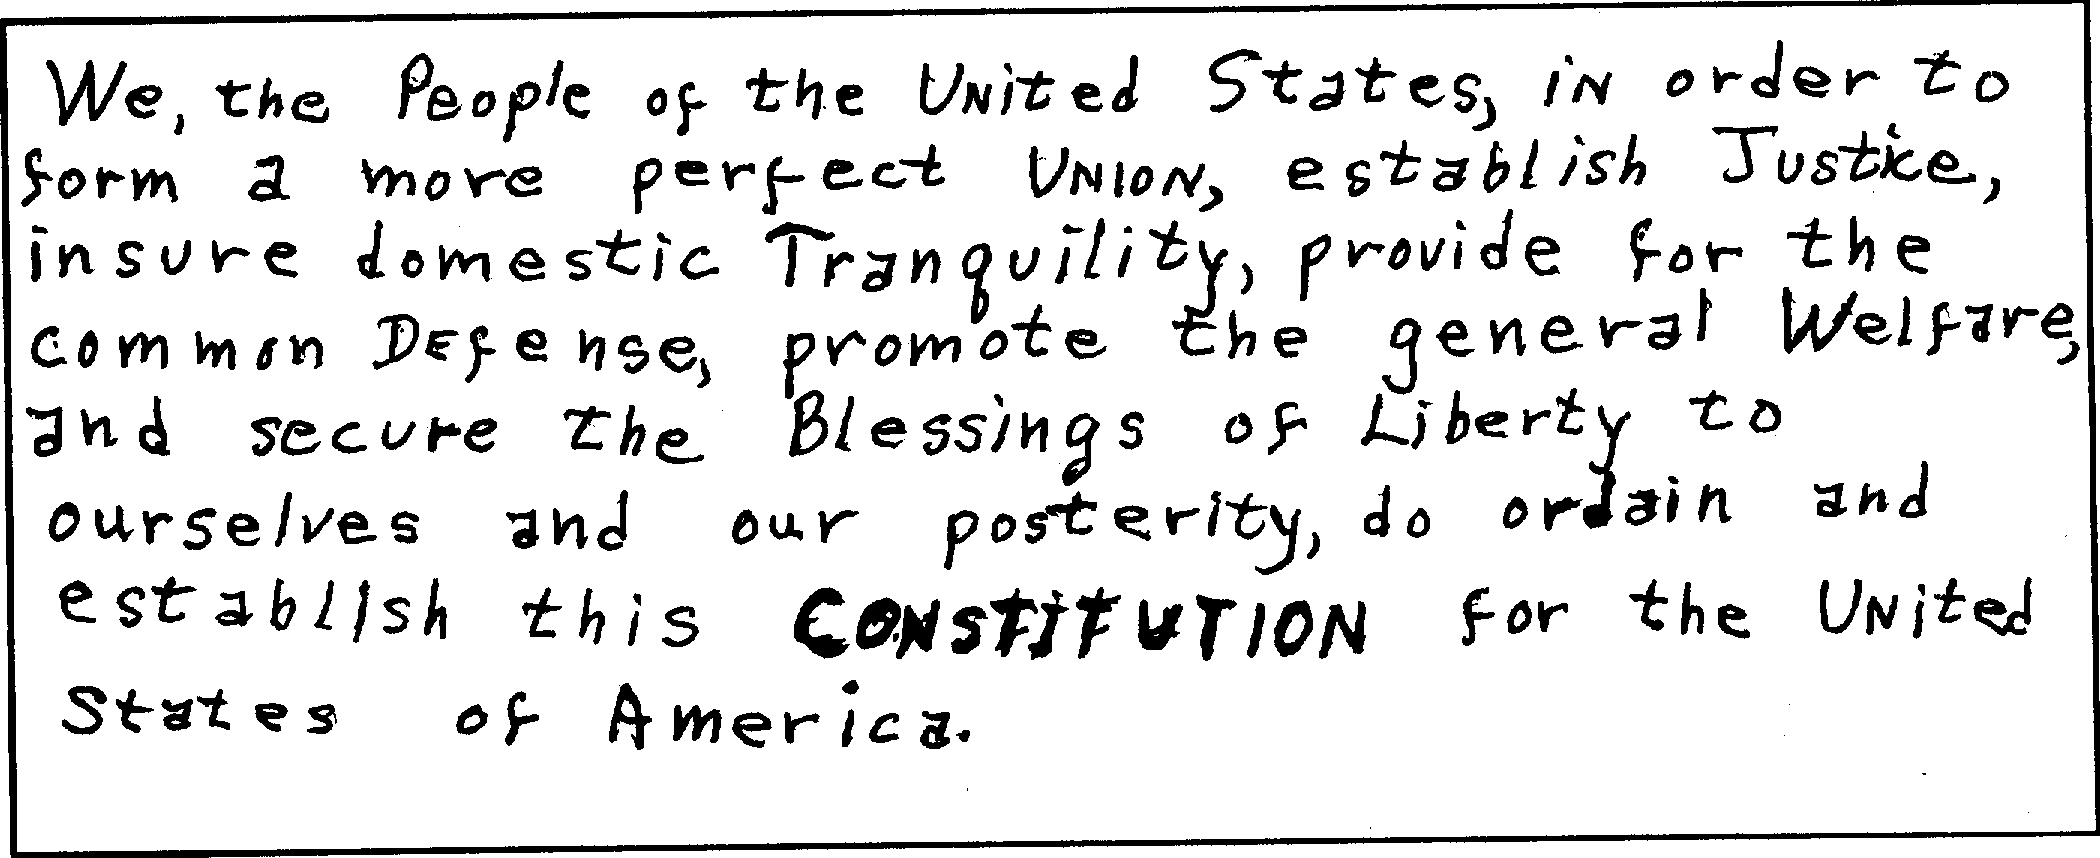 We, the People of the United States, in order to
form a more perfect UNION, establish Justice,
insure domestic Tranquility, provide for the
common Defense, promote the general Welfare,
and secure the Blessings of Liberty to
ourselves and our posterity, do ordain and
establish this CONSTITUTION for the United
States of America.